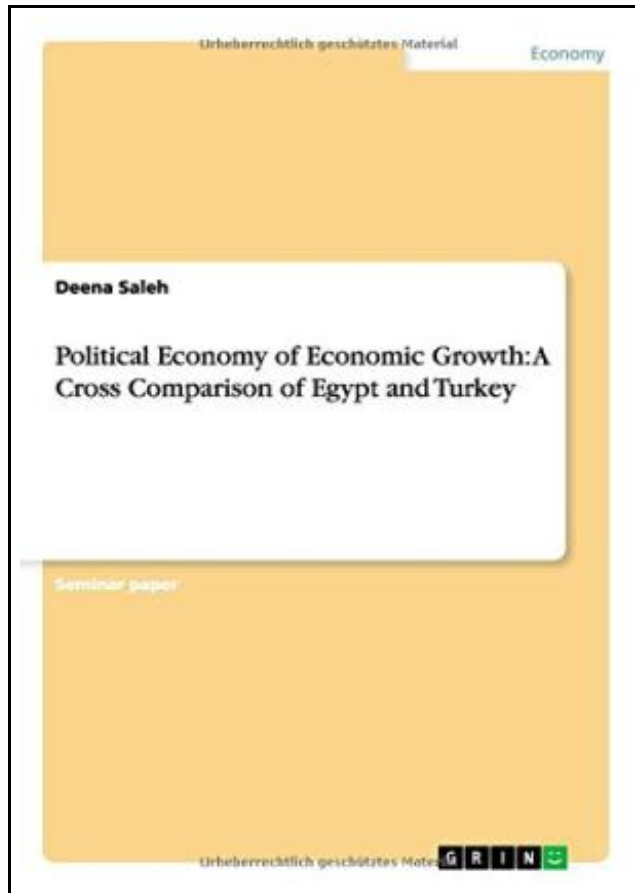 Urheberrechtlich geschütztes Material
Economy
Deena Saleh
Political Economy of Economic Growth: A
Cross Comparison of Egypt and Turkey
Seminar paper
Urheberrechtlich geschütztes Mate
GRIN